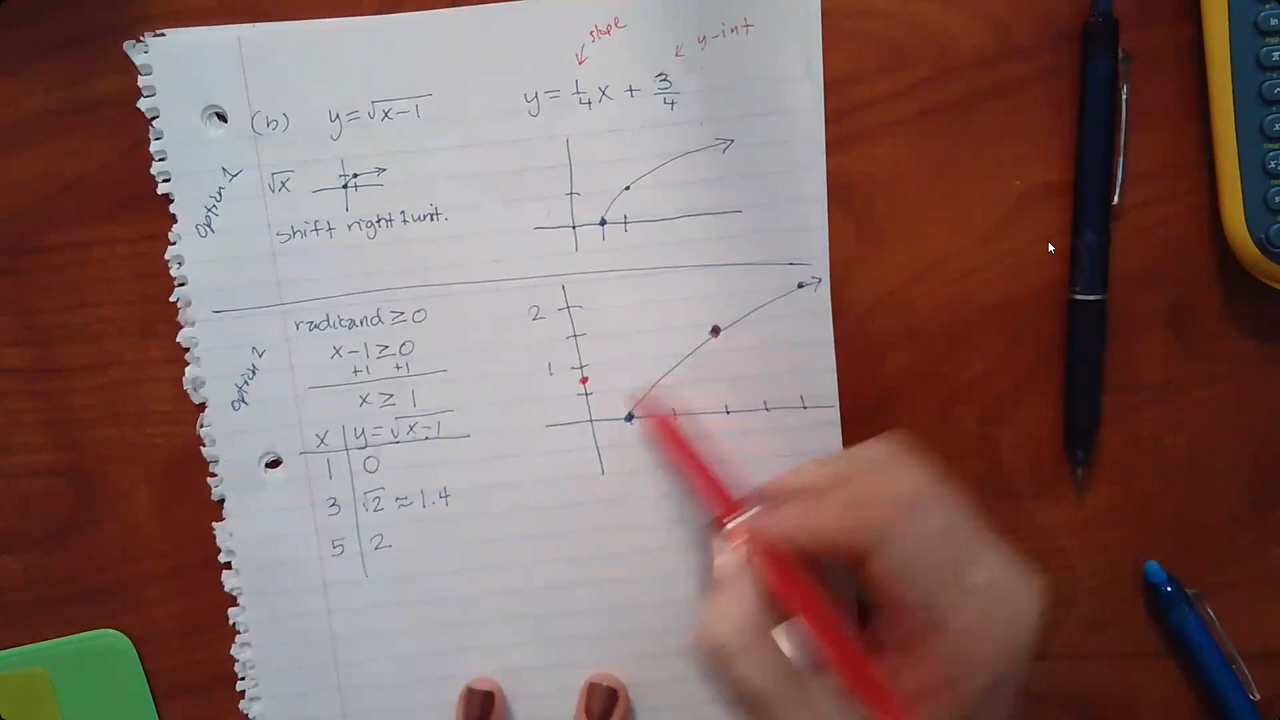 slope
y-int
(b) y=√x-1 y=1/4x + 3/4
option 1
√x
shift right 1 unit.
option 2
radicand ≥0
x-1≥0
+1 +1
x ≥ 1
x y=√x-1
1 0
3 √2 ≈1.4
5 2
2
1